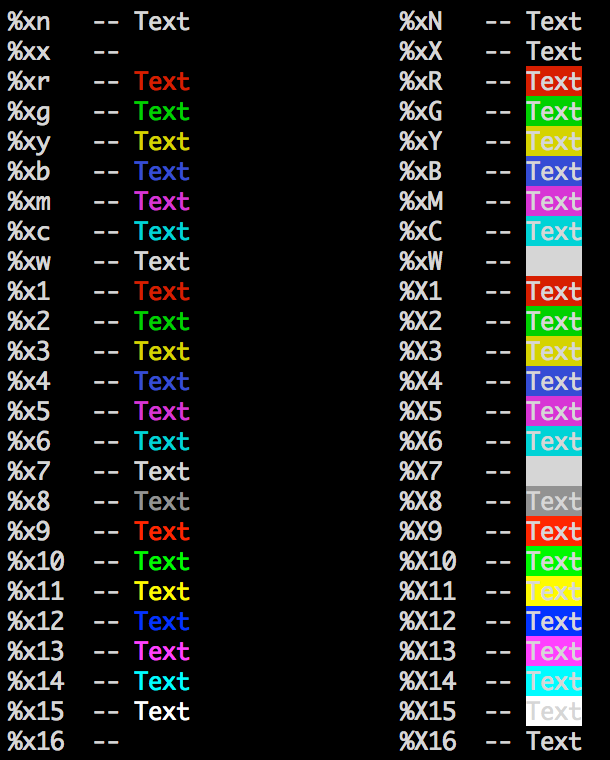 %xn -- Text %xN -- Text
%xx -- %xX -- Text
%xr -- Text %xR -- Text
%xg -- Text %xG -- Text
%xy -- Text %xY -- Text
%xb -- Text %xB -- Text
%xm -- Text %xM -- Text
%xc -- Text %xC -- Text
%xw -- Text %xW --
%x1 -- Text %X1 -- Text
%x2 -- Text %X2 -- Text
%x3 -- Text %X3 -- Text
%x4 -- Text %X4 -- Text
%x5 -- Text %X5 -- Text
%x6 -- Text %X6 -- Text
%x7 -- Text %X7 --
%x8 -- Text %X8 -- Text
%x9 -- Text %X9 -- Text
%x10 -- Text %X10 -- Text
%x11 -- Text %X11 -- Text
%x12 -- Text %X12 -- Text
%x13 -- Text %X13 -- Text
%x14 -- Text %X14 -- Text
%x15 -- Text %X15 -- Text
%x16 -- %X16 -- Text